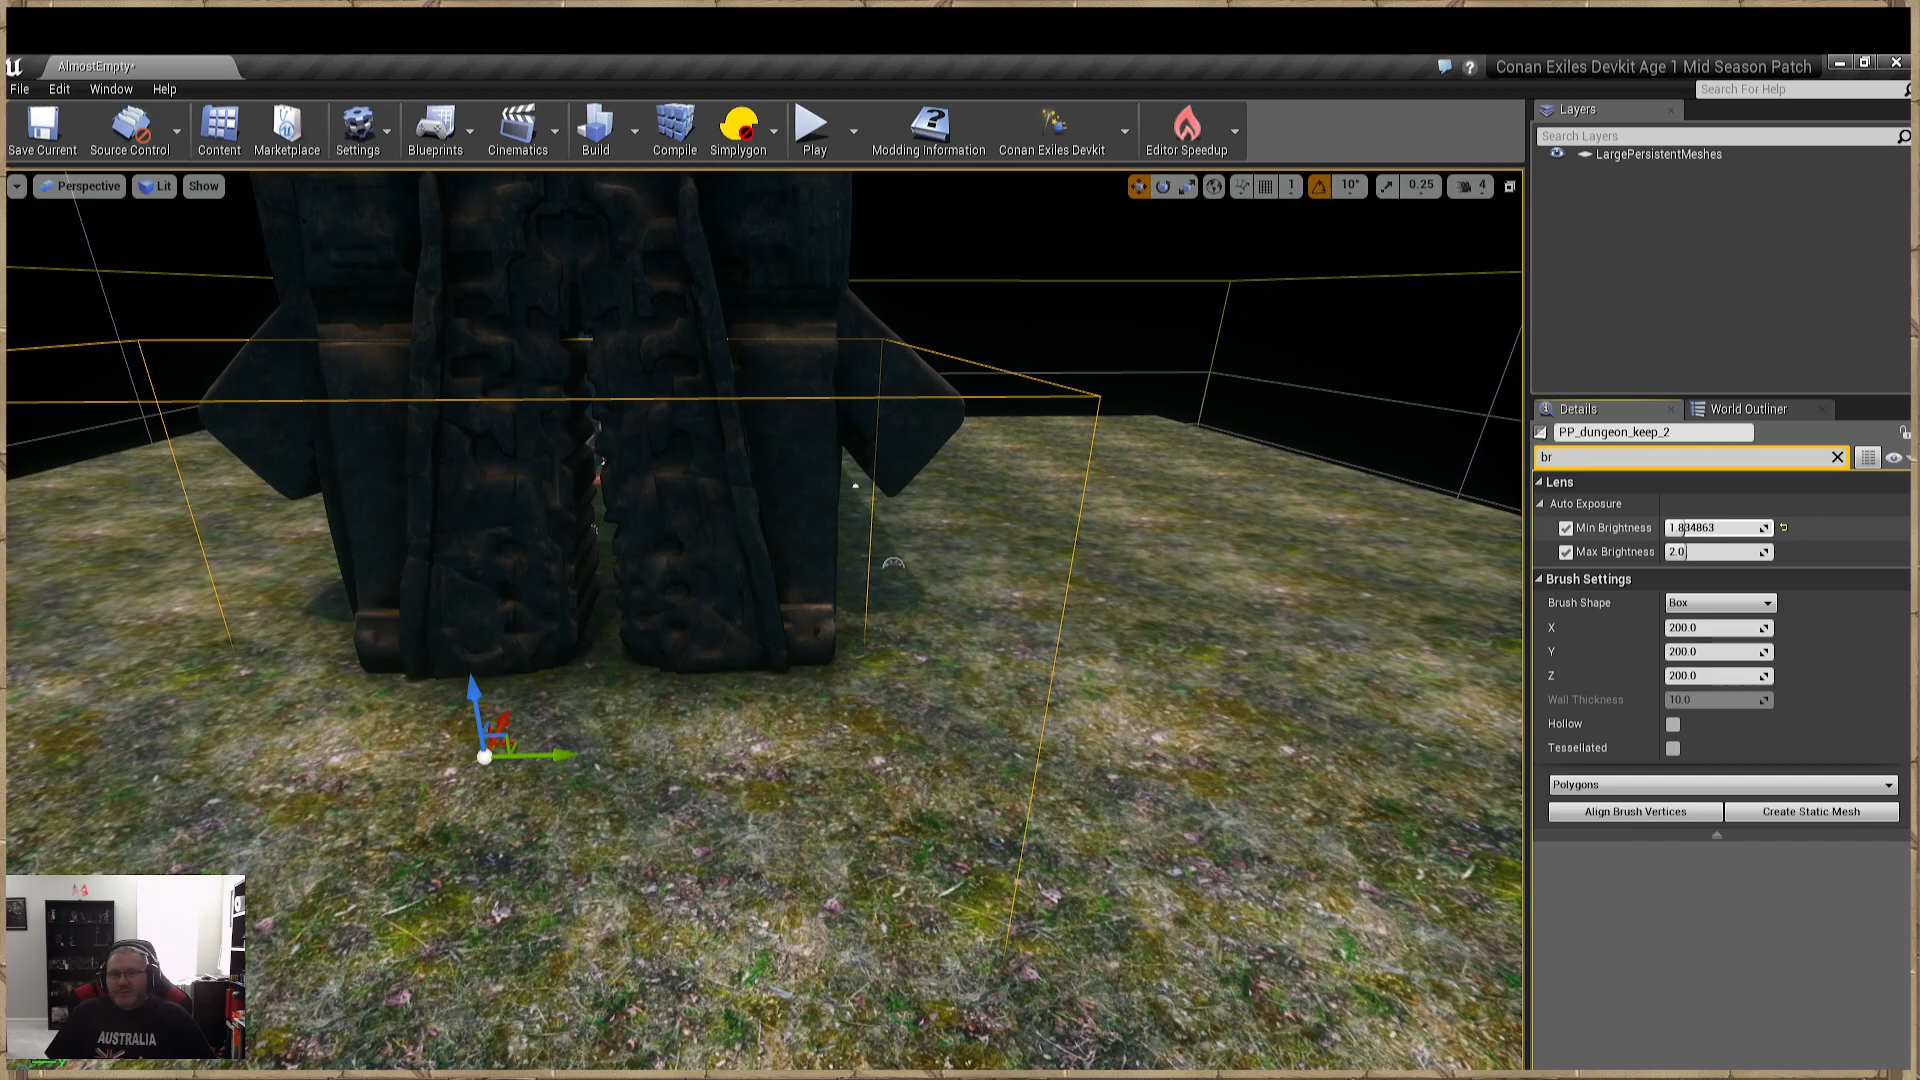 AlmostEmpty*
Conan Exiles Devkit Age 1 Mid Season Patch
File Edit Window Help
Search For Help
Save Current
Source Control
Content
Marketplace
Settings
Blueprints
Cinematics
Build
Compile
Simplygon
Play
Modding Information
Conan Exiles Devkit
Editor Speedup
Layers
Search Layers
LargePersistentMeshes
Perspective
Lit
Show
1
10°
0.25
4
Details
World Outliner
PP_dungeon_keep_2
br
Lens
Auto Exposure
Min Brightness 1.834863
Max Brightness 2.0
Brush Settings
Brush Shape Box
X 200.0
Y 200.0
Z 200.0
Wall Thickness 10.0
Hollow
Tessellated
Polygons
Align Brush Vertices
Create Static Mesh
AUSTRALIA